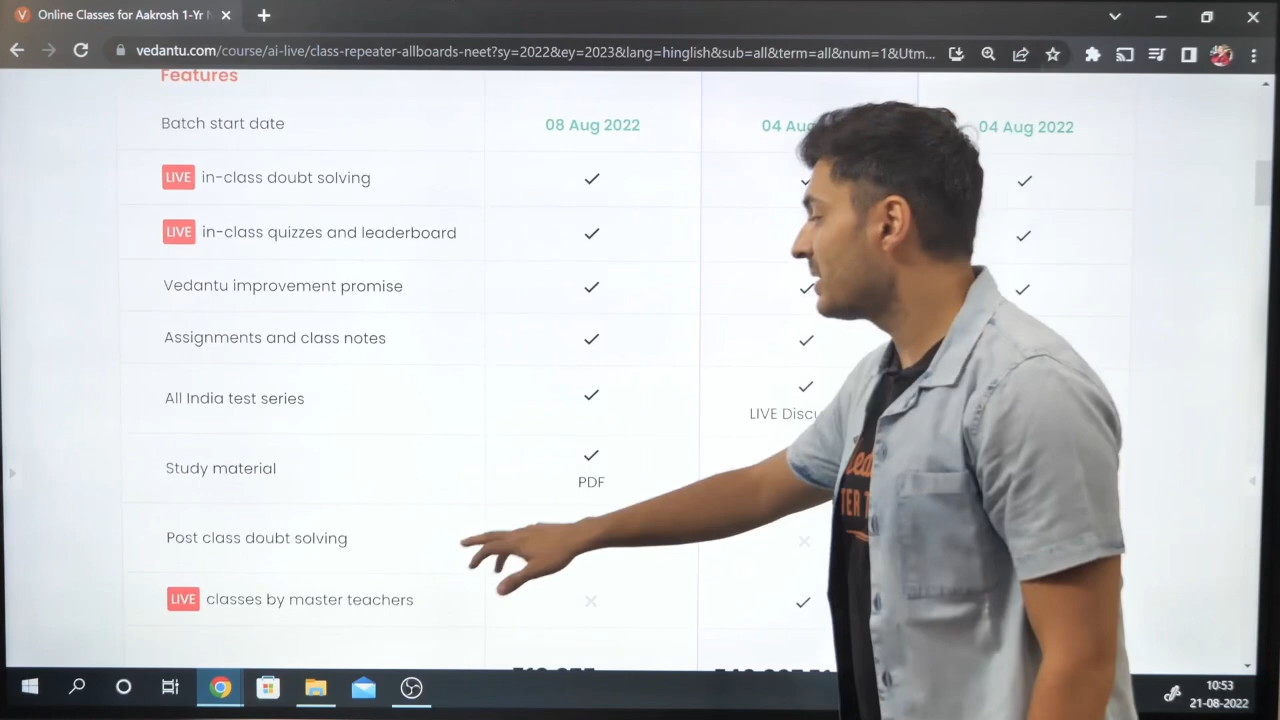 Online Classes for Aakrosh 1-Yr
vedantu.com/course/ai-live/class-repeater-allboards-neet?sy=2022&ey=2023&lang=hinglish&sub=all&term=all&num=1&Utm...
Features
Batch start date 08 Aug 2022 04 Aug 04 Aug 2022
LIVE in-class doubt solving
LIVE in-class quizzes and leaderboard
Vedantu improvement promise
Assignments and class notes
All India test series
LIVE
Study material
PDF
Post class doubt solving
LIVE classes by master teachers
10:53
21-08-2022